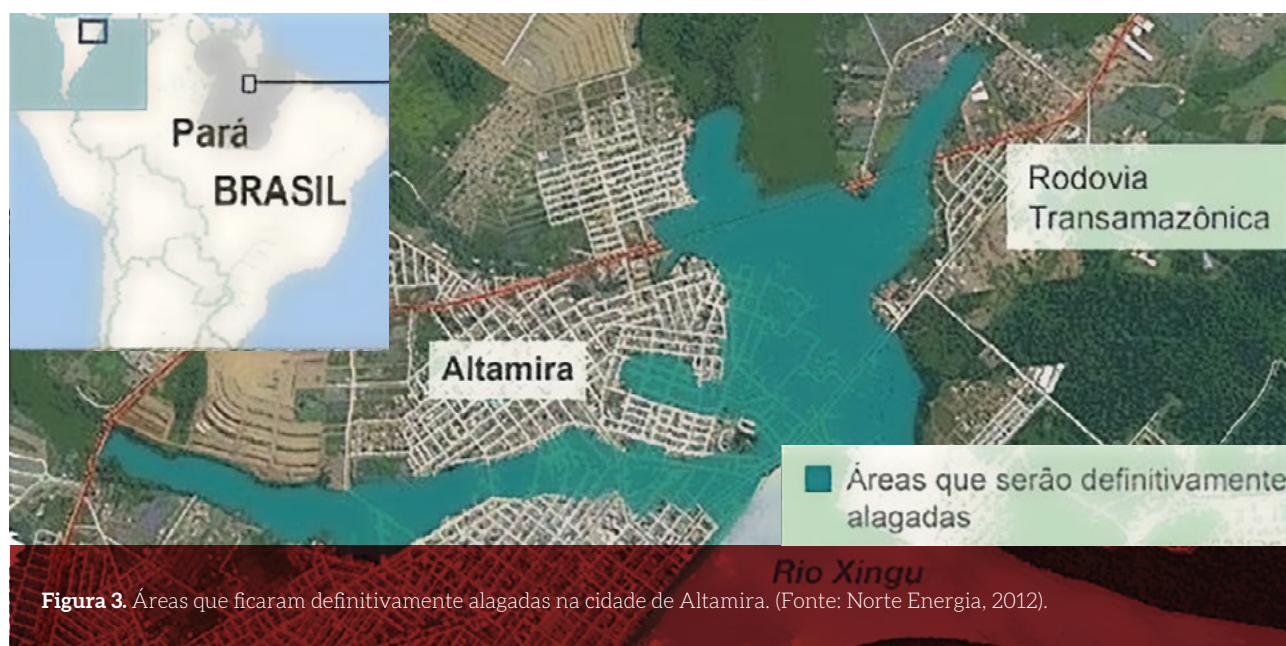 Pará
BRASIL
Rodovia
Transamazônica
Altamira
Áreas que serão definitivamente
alagadas
Rio Xingu
Figura 3. Áreas que ficaram definitivamente alagadas na cidade de Altamira. (Fonte: Norte Energia, 2012).